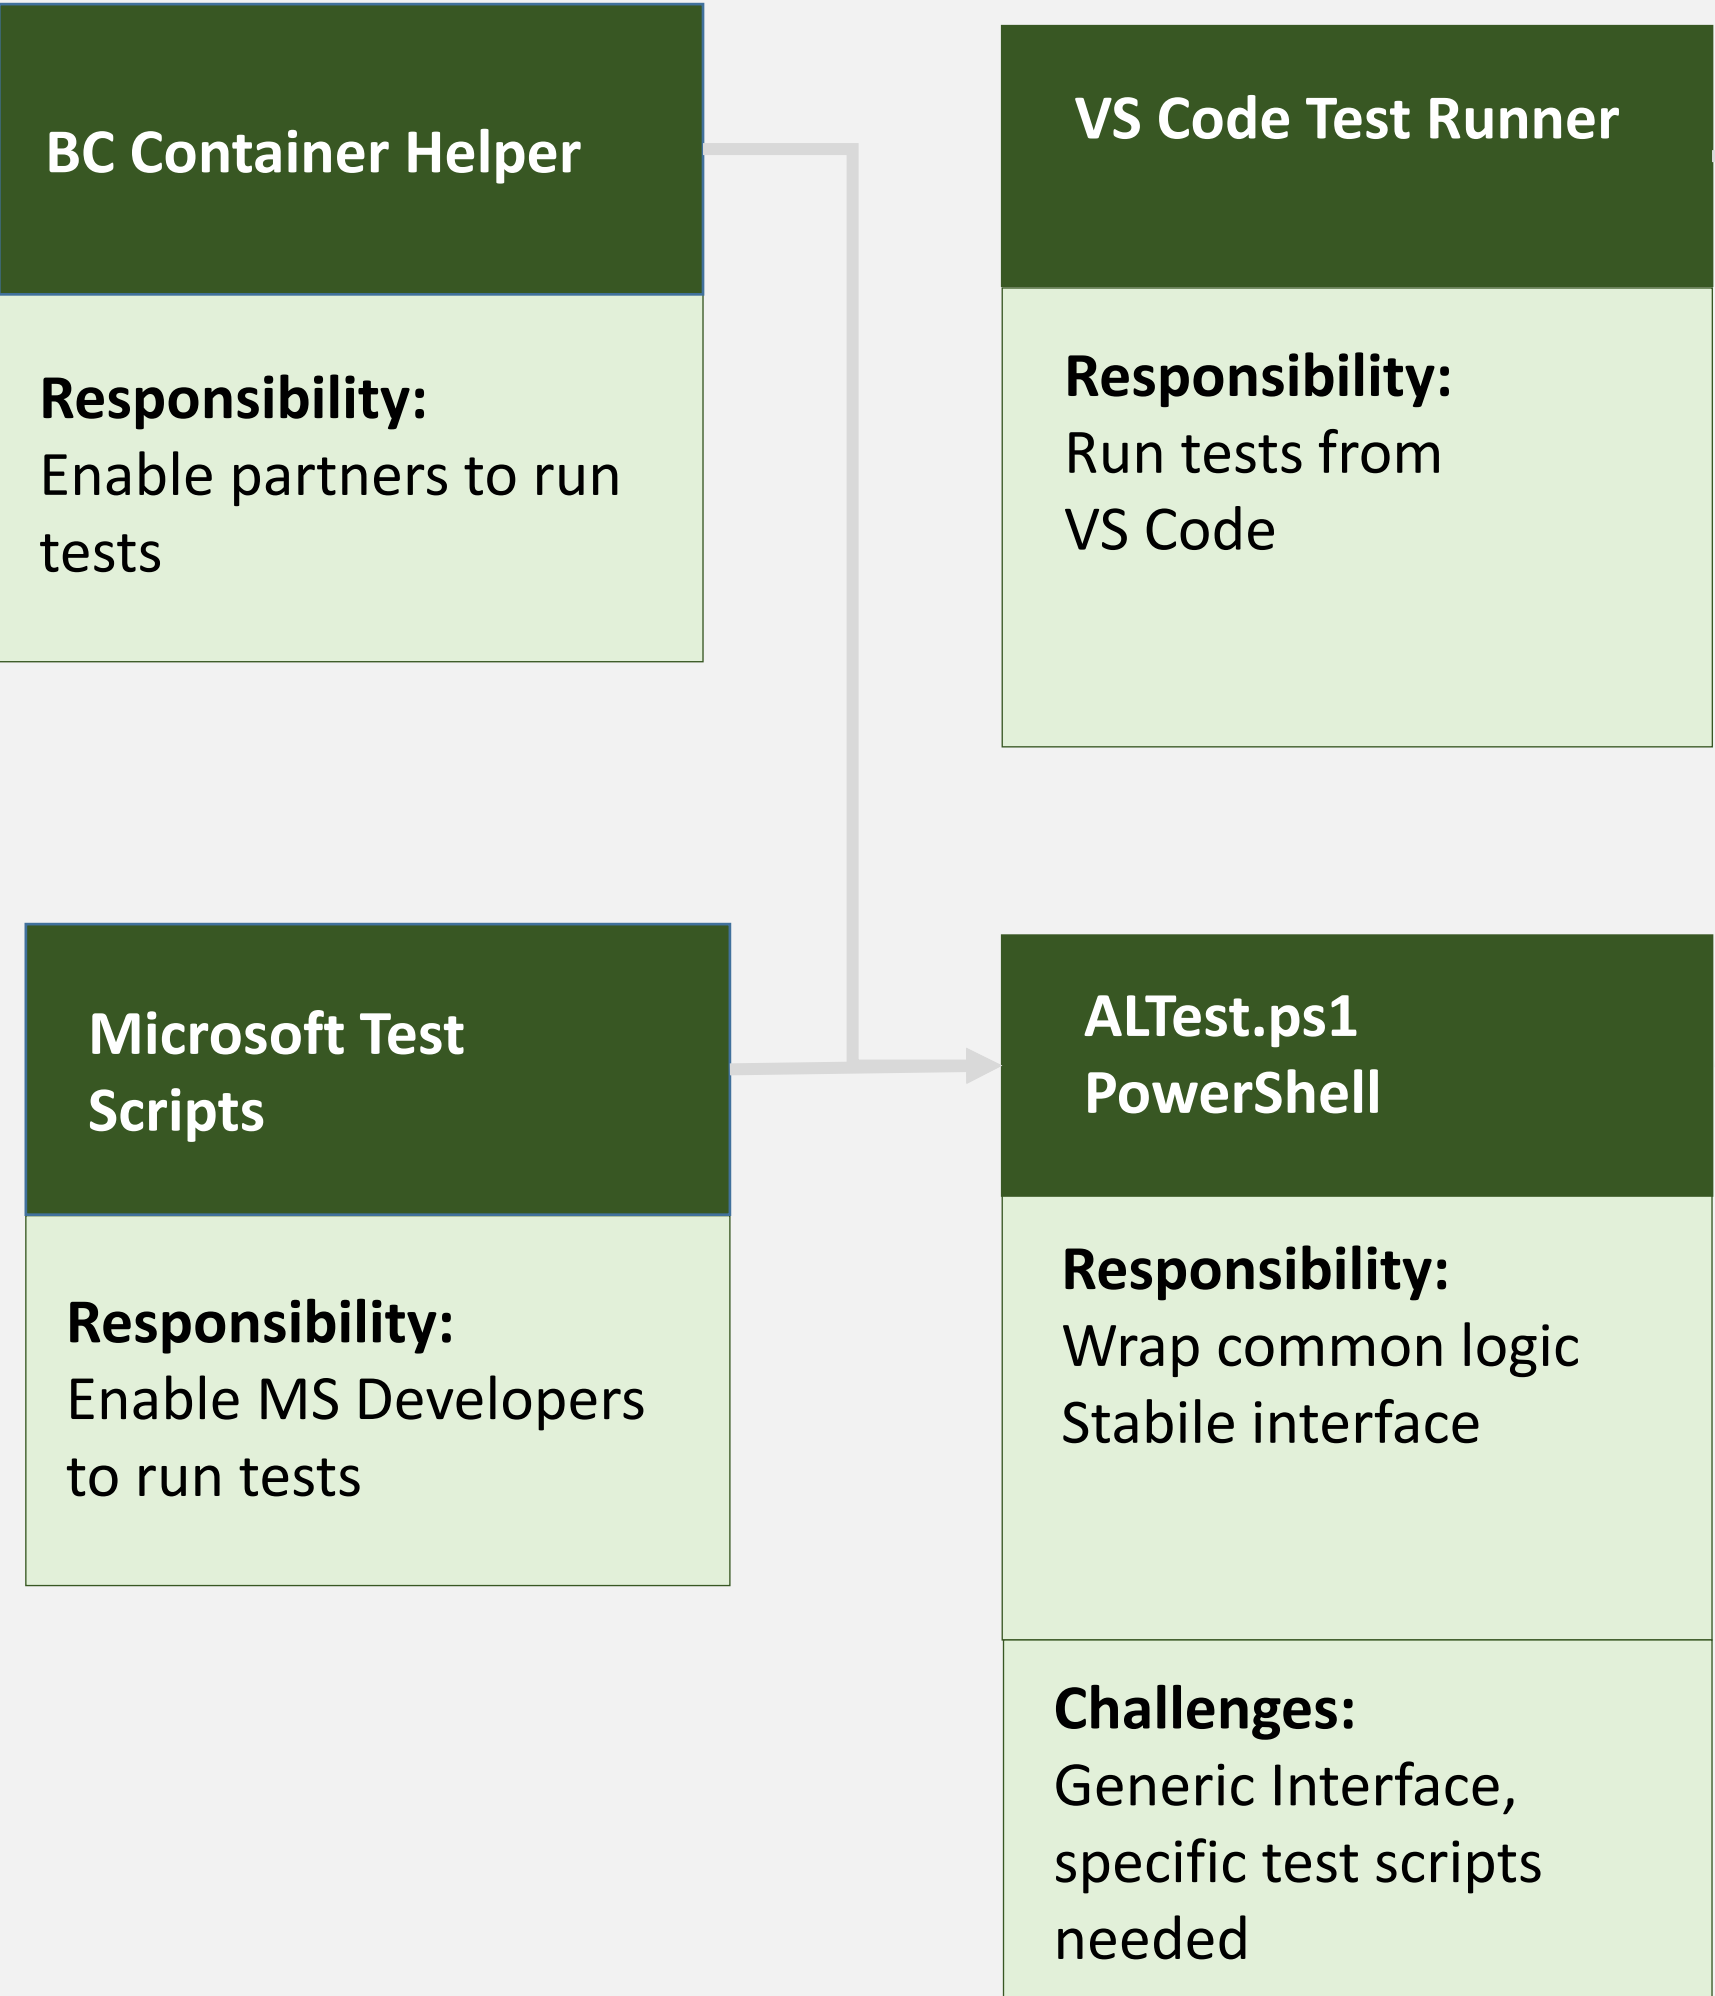 BC Container Helper
Responsibility:
Enable partners to run
tests
VS Code Test Runner
Responsibility:
Run tests from
VS Code
Microsoft Test
Scripts
Responsibility:
Enable MS Developers
to run tests
ALTest.ps1
PowerShell
Responsibility:
Wrap common logic
Stabile interface
Challenges:
Generic Interface,
specific test scripts
needed